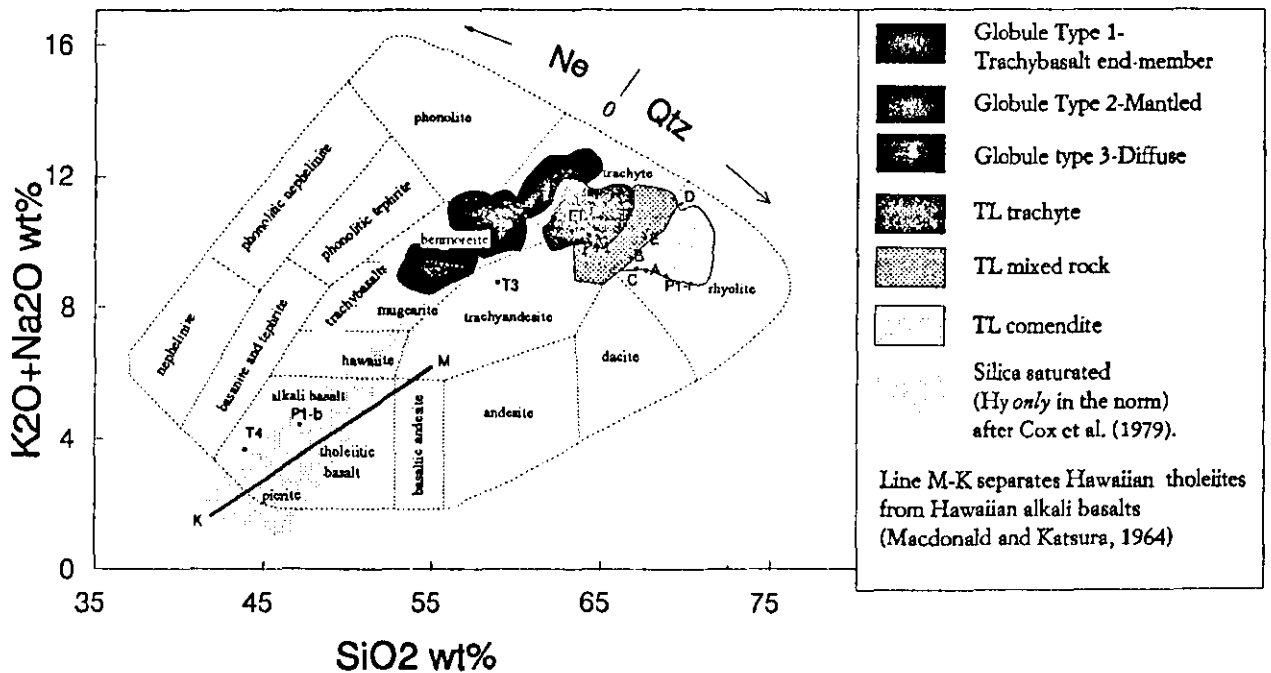 16
12
8
4
0
K2O+Na2O wt%
35
45
55
65
75
SiO2 wt%
Ne
0
Qtz
phonolite
phonolitic nephelinite
phonolitic tephrite
trachyte
benmoreite
trachybasalt
mugearite
T3
trachyandesite
nephelinite
basanite and tephrite
hawaiite
M
dacite
alkali basalt
P1-b
T4
tholeiitic
basalt
basaltic andesite
andesite
picrite
K
D
E
B
A
C
P1-r
rhyolite
Globule Type 1-
Trachybasalt end-member
Globule Type 2-Mantled
Globule type 3-Diffuse
TL trachyte
TL mixed rock
TL comendite
Silica saturated
(Hy only in the norm)
after Cox et al. (1979).
Line M-K separates Hawaiian tholeiites
from Hawaiian alkali basalts
(Macdonald and Katsura, 1964)